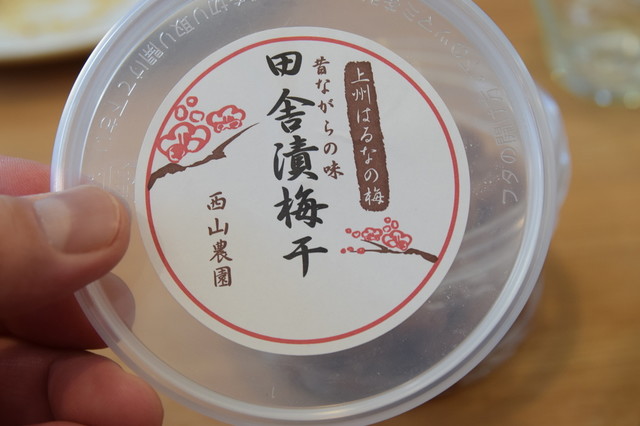 上州はるなの梅
昔ながらの味
田舎漬梅干
西山農園